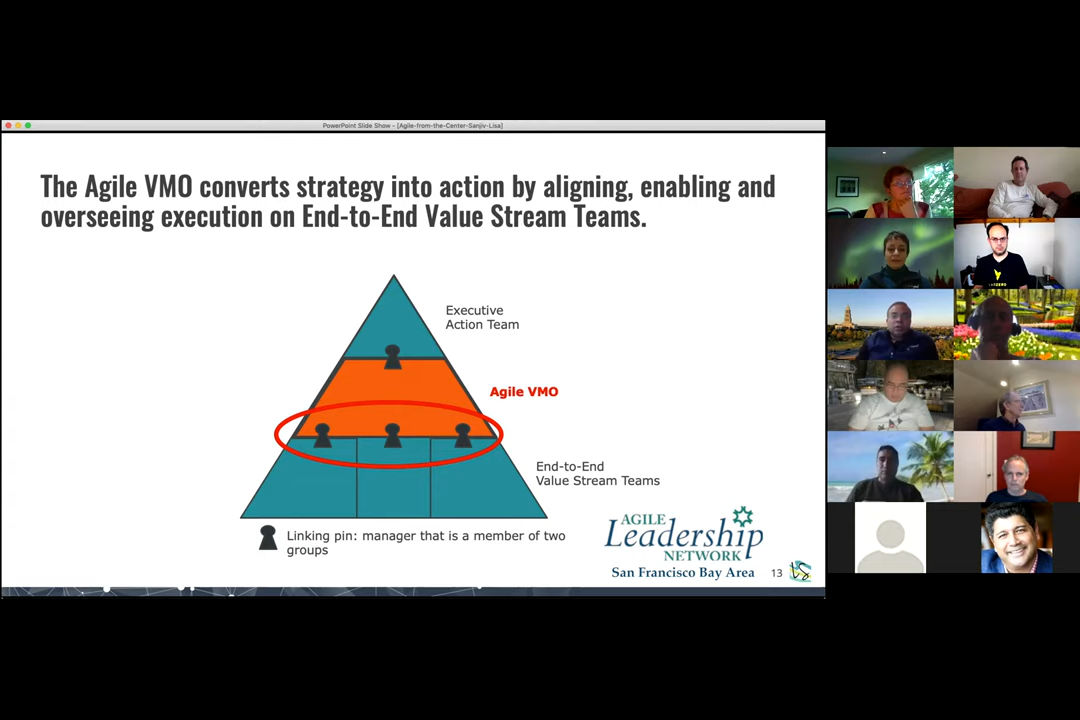 PowerPoint Slide Show - [Agile-from-the-Center-Sanjiv-Lisa]
The Agile VMO converts strategy into action by aligning, enabling and
overseeing execution on End-to-End Value Stream Teams.
Executive
Action Team
Agile VMO
End-to-End
Value Stream Teams
Linking pin: manager that is a member of two
groups
AGILE
Leadership
NETWORK
San Francisco Bay Area
13